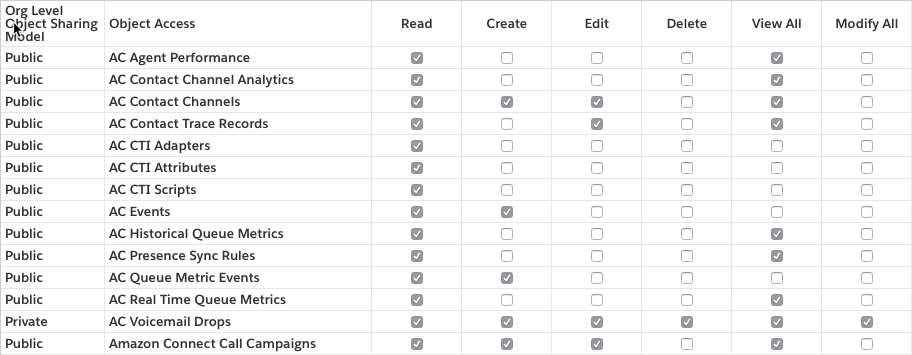 Org Level
Object Sharing
Model
Object Access
Read
Create
Edit
Delete
View All
Modify All
Public AC Agent Performance
Public AC Contact Channel Analytics
Public AC Contact Channels
Public AC Contact Trace Records
Public AC CTI Adapters
Public AC CTI Attributes
Public AC CTI Scripts
Public AC Events
Public AC Historical Queue Metrics
Public AC Presence Sync Rules
Public AC Queue Metric Events
Public AC Real Time Queue Metrics
Private AC Voicemail Drops
Public Amazon Connect Call Campaigns